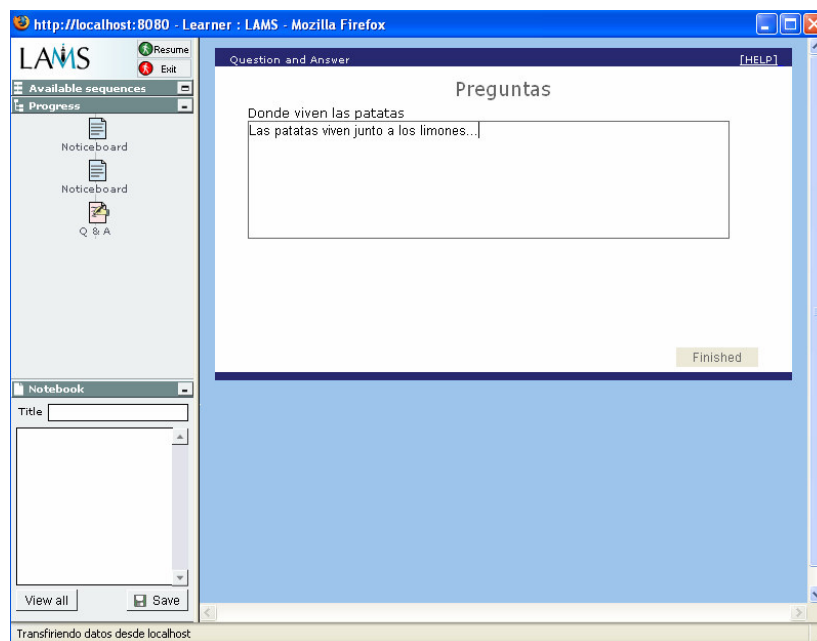 http://localhost:8080 - Learner : LAMS - Mozilla Firefox
LAMS
Resume
Exit
Available sequences
Progress
Noticeboard
Noticeboard
Q & A
Question and Answer
[HELP]
Preguntas
Donde viven las patatas
Las patatas viven junto a los limones...
Finished
Notebook
Title
View all
Save
Transfiriendo datos desde localhost